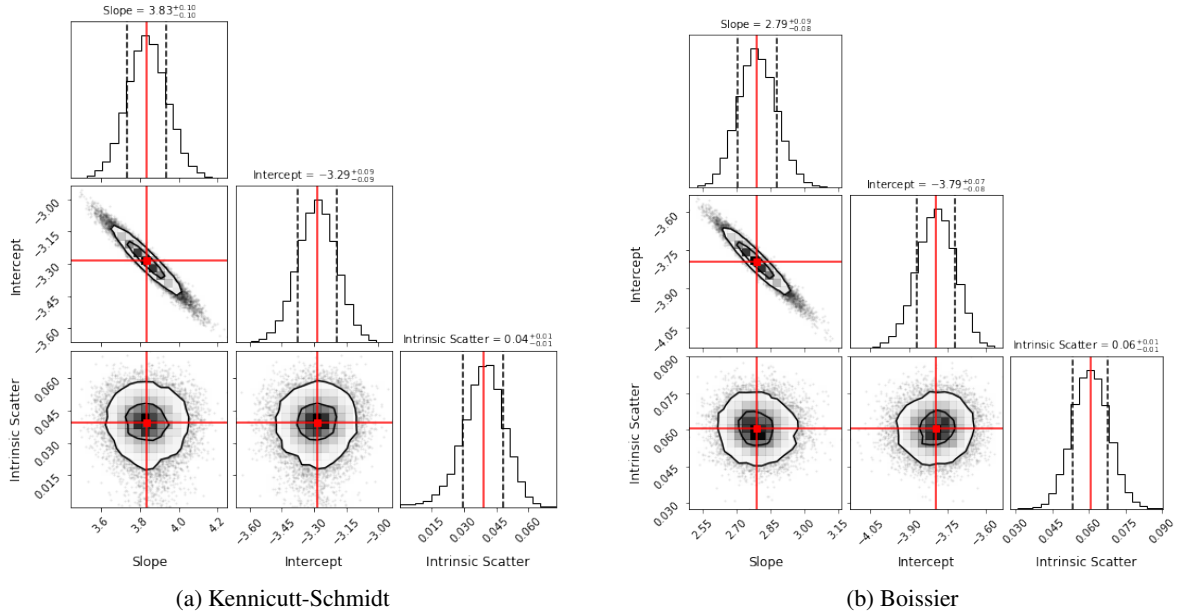 Slope = 3.83 +0.10 −0.10
Intercept = −3.29 +0.09 −0.09
Intrinsic Scatter = 0.04 +0.01 −0.01
Intercept
−3.00
−3.15
−3.30
−3.45
−3.60
Intrinsic Scatter
0.060
0.045
0.030
0.015
3.6 3.8 4.0 4.2
Slope
−3.60 −3.45 −3.30 −3.15 −3.00
Intercept
0.015 0.030 0.045 0.060
Intrinsic Scatter
(a) Kennicutt-Schmidt
Slope = 2.79 +0.09 −0.08
Intercept = −3.79 +0.07 −0.08
Intrinsic Scatter = 0.06 +0.01 −0.01
Intercept
−3.60
−3.75
−3.90
−4.05
Intrinsic Scatter
0.090
0.075
0.060
0.045
0.030
2.55 2.70 2.85 3.00 3.15
Slope
−4.05 −3.90 −3.75 −3.60
Intercept
0.030 0.045 0.060 0.075 0.090
Intrinsic Scatter
(b) Boissier